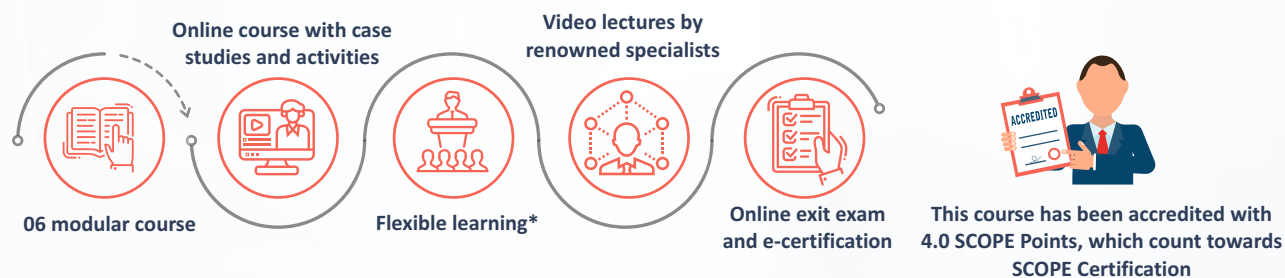 Online course with case
studies and activities
Video lectures by
renowned specialists
ACCREDITED
06 modular course
Flexible learning*
Online exit exam
and e-certification
This course has been accredited with
4.0 SCOPE Points, which count towards
SCOPE Certification